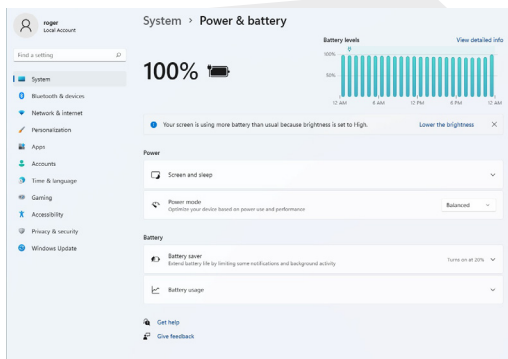 roger
Local Account
Find a setting
System
Bluetooth & devices
Network & internet
Personalization
Apps
Accounts
Time & language
Gaming
Accessibility
Privacy & security
Windows Update
System > Power & battery
100%
Battery levels
View detailed info
100%
50%
12 AM 6 AM 12 PM 6 PM 12 AM
Your screen is using more battery than usual because brightness is set to High.
Lower the brightness
Power
Screen and sleep
Power mode
Optimize your device based on power use and performance
Balanced
Battery
Battery saver
Extend battery life by limiting some notifications and background activity
Turns on at 20%
Battery usage
Get help
Give feedback